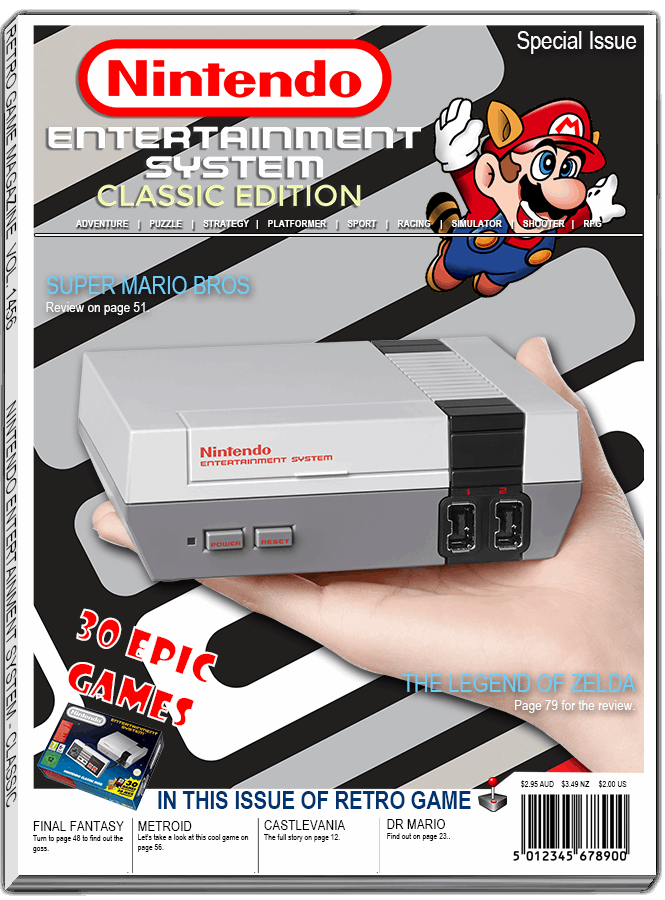 Special Issue
Nintendo
ENTERTAINMENT
SYSTEM
CLASSIC EDITION
ADVENTURE | PUZZLE | STRATEGY | PLATFORMER | SPORT | RACING | SIMULATOR | SHOOTER | RPG
RETRO GAME MAGAZINE VOL. 1456 NINTENDO ENTERTAINMENT SYSTEM: CLASSIC
SUPER MARIO BROS
Review on page 51.
M
Nintendo
ENTERTAINMENT SYSTEM
1 2
POWER RESET
30 EPIC
GAMES
Nintendo
ENTERTAINMENT
SYSTEM
30
THE LEGEND OF ZELDA
Page 79 for the review.
IN THIS ISSUE OF RETRO GAME
$2.95 AUD $3.49 NZ $2.00 US
5 012345 678900
FINAL FANTASY
Turn to page 48 to find out the
goss.
METROID
Let's take a look at this cool game on
page 56.
CASTLEVANIA
The full story on page 12.
DR MARIO
Find out on page 23..